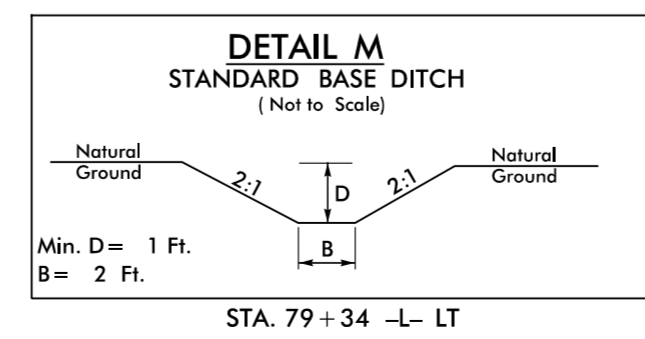 DETAIL M
STANDARD BASE DITCH
( Not to Scale)
Natural
Ground
2:1
D
2:1
Natural
Ground
Min. D= 1 Ft.
B= 2 Ft.
B
STA. 79+34 –L– LT